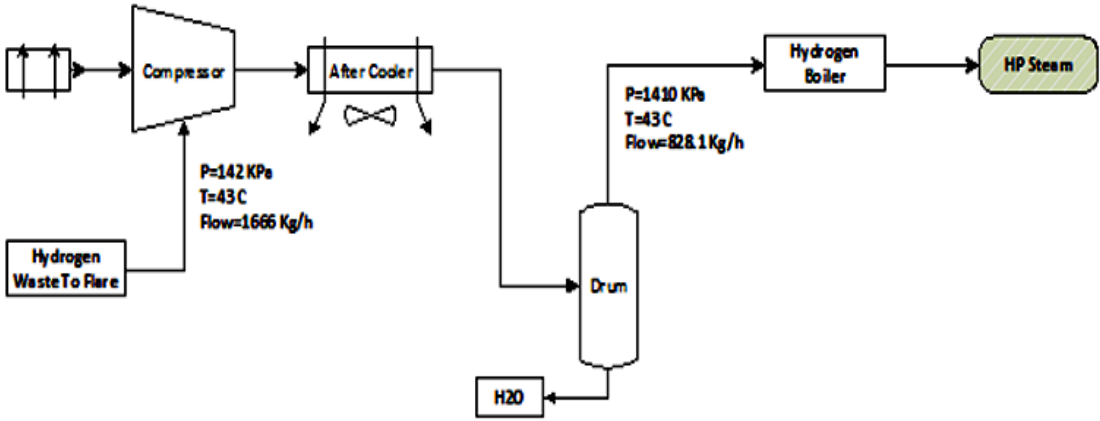 Compressor
After Cooler
Hydrogen
Boiler
HP Steam
P=1410 KPa
T=43 C
Flow=828.1 Kg/h
P=142 KPa
T=43 C
Flow=1666 Kg/h
Hydrogen
Waste To Flare
Drum
H2O